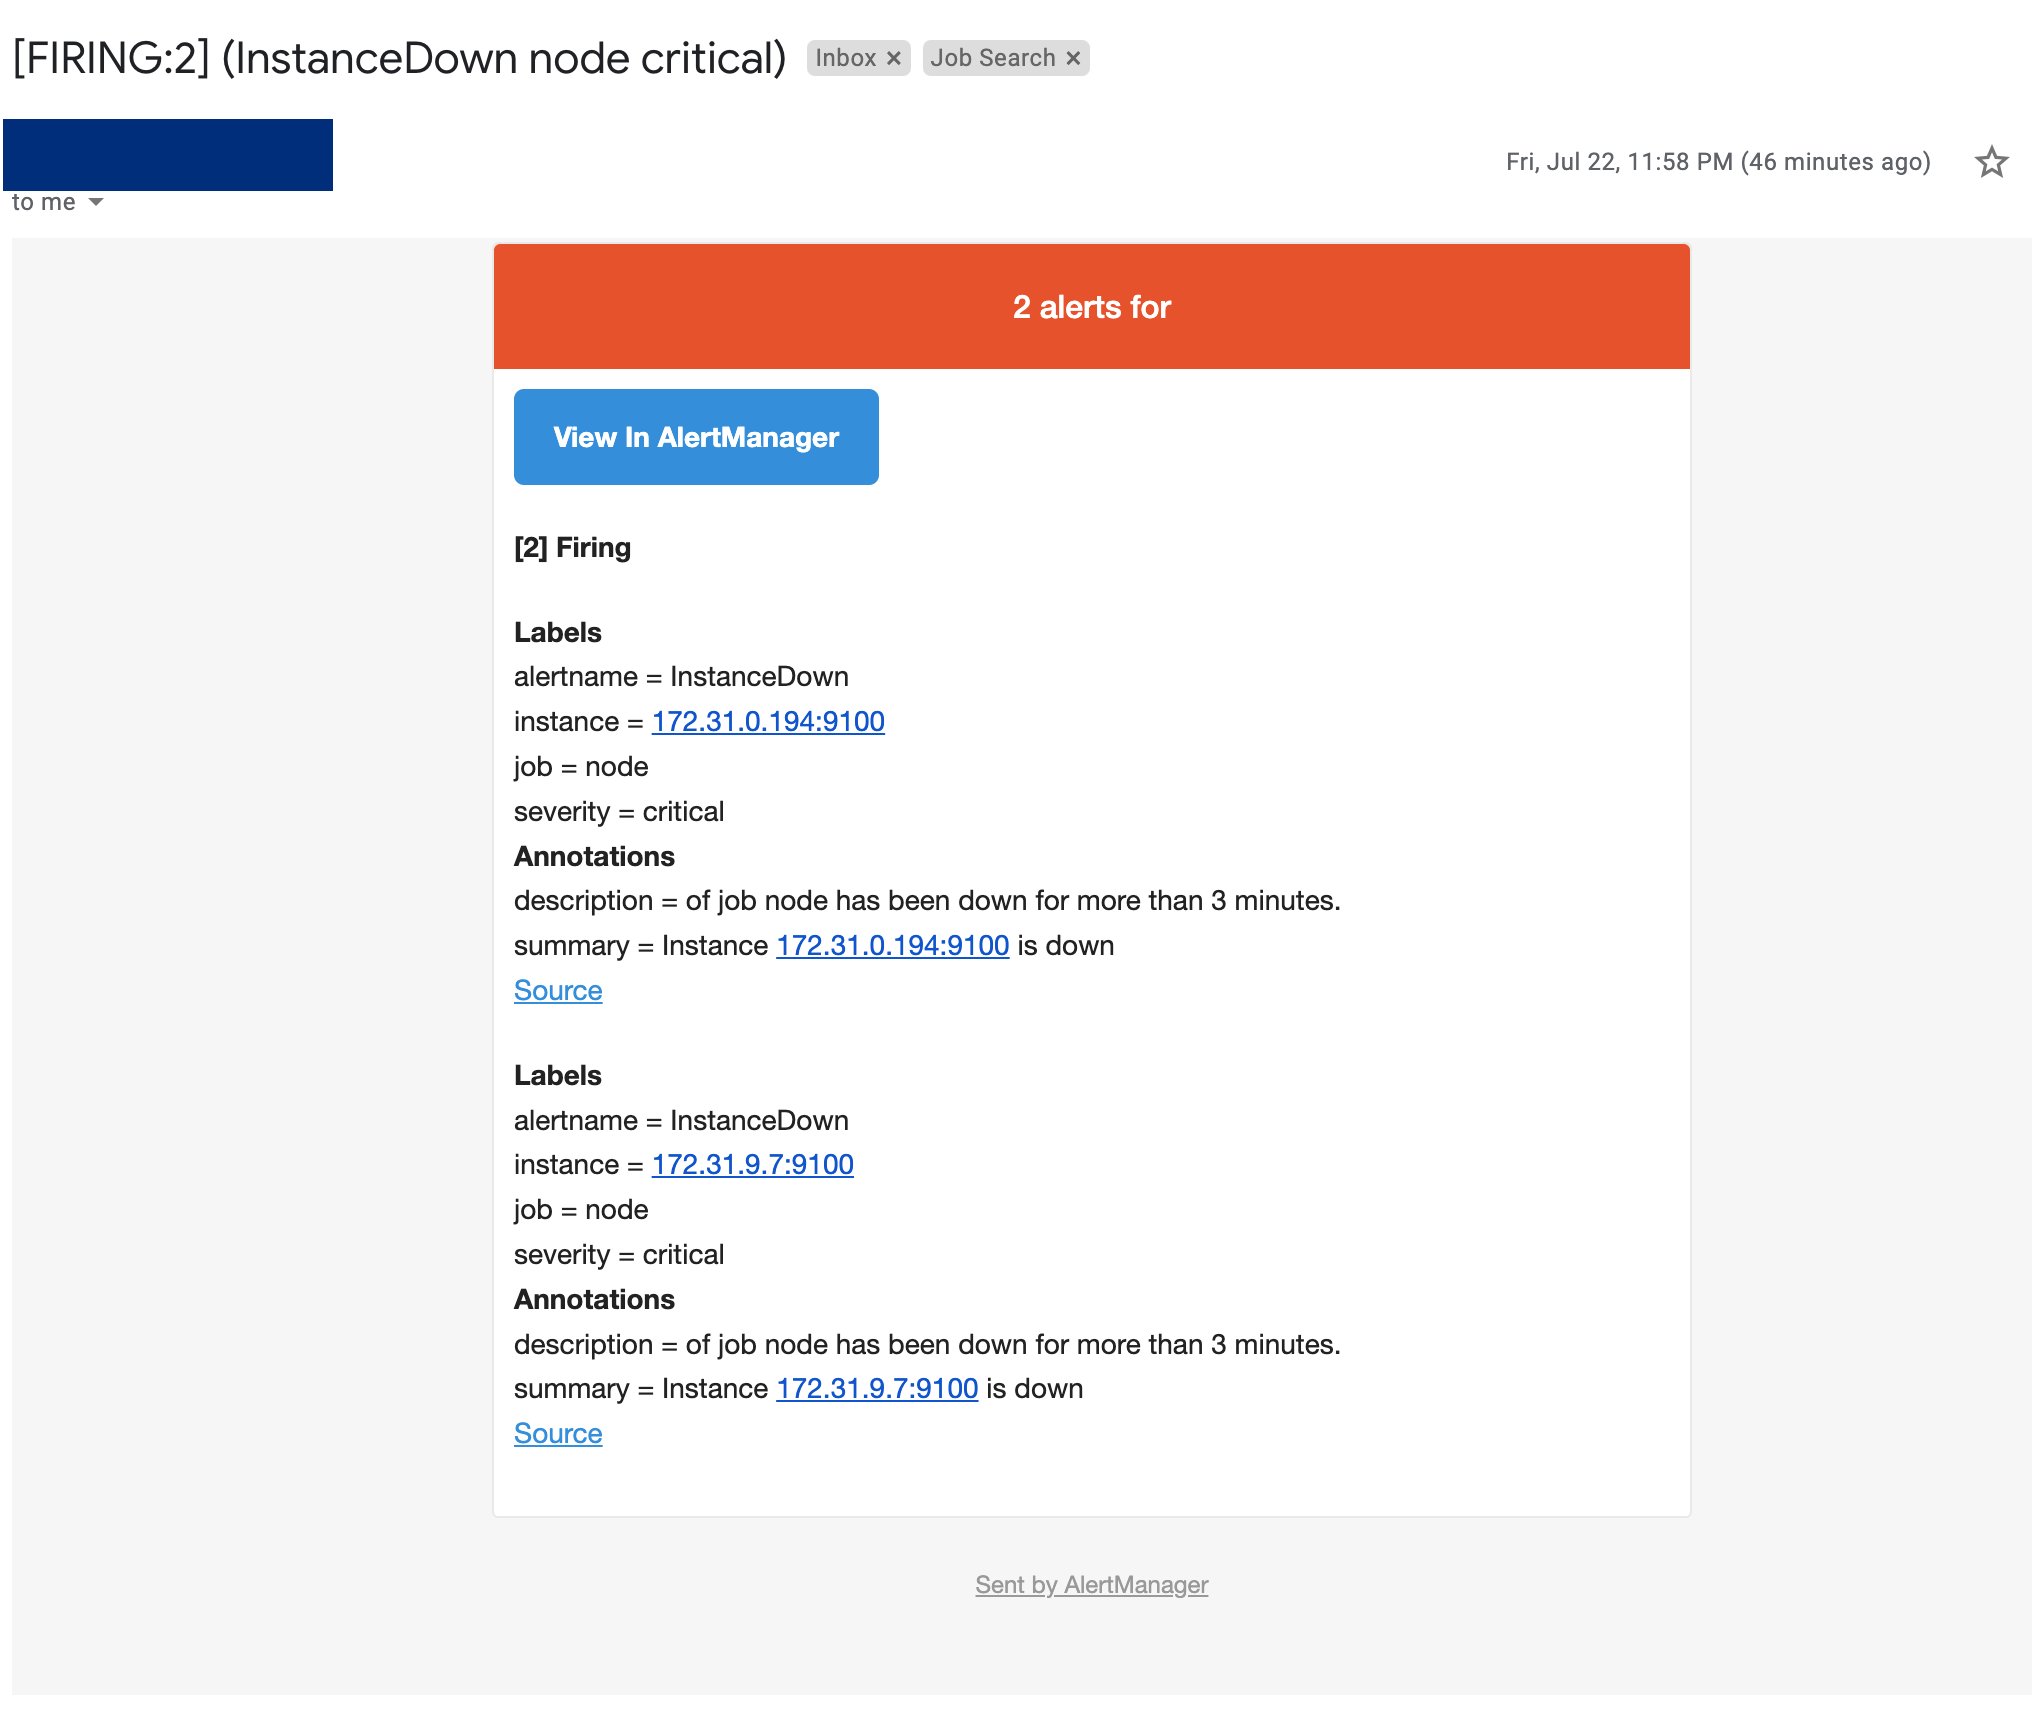 [FIRING:2] (InstanceDown node critical) Inbox × Job Search ×
Fri, Jul 22, 11:58 PM (46 minutes ago)
to me
2 alerts for
View In AlertManager
[2] Firing
Labels
alertname = InstanceDown
instance = 172.31.0.194:9100
job = node
severity = critical
Annotations
description = of job node has been down for more than 3 minutes.
summary = Instance 172.31.0.194:9100 is down
Source
Labels
alertname = InstanceDown
instance = 172.31.9.7:9100
job = node
severity = critical
Annotations
description = of job node has been down for more than 3 minutes.
summary = Instance 172.31.9.7:9100 is down
Source
Sent by AlertManager